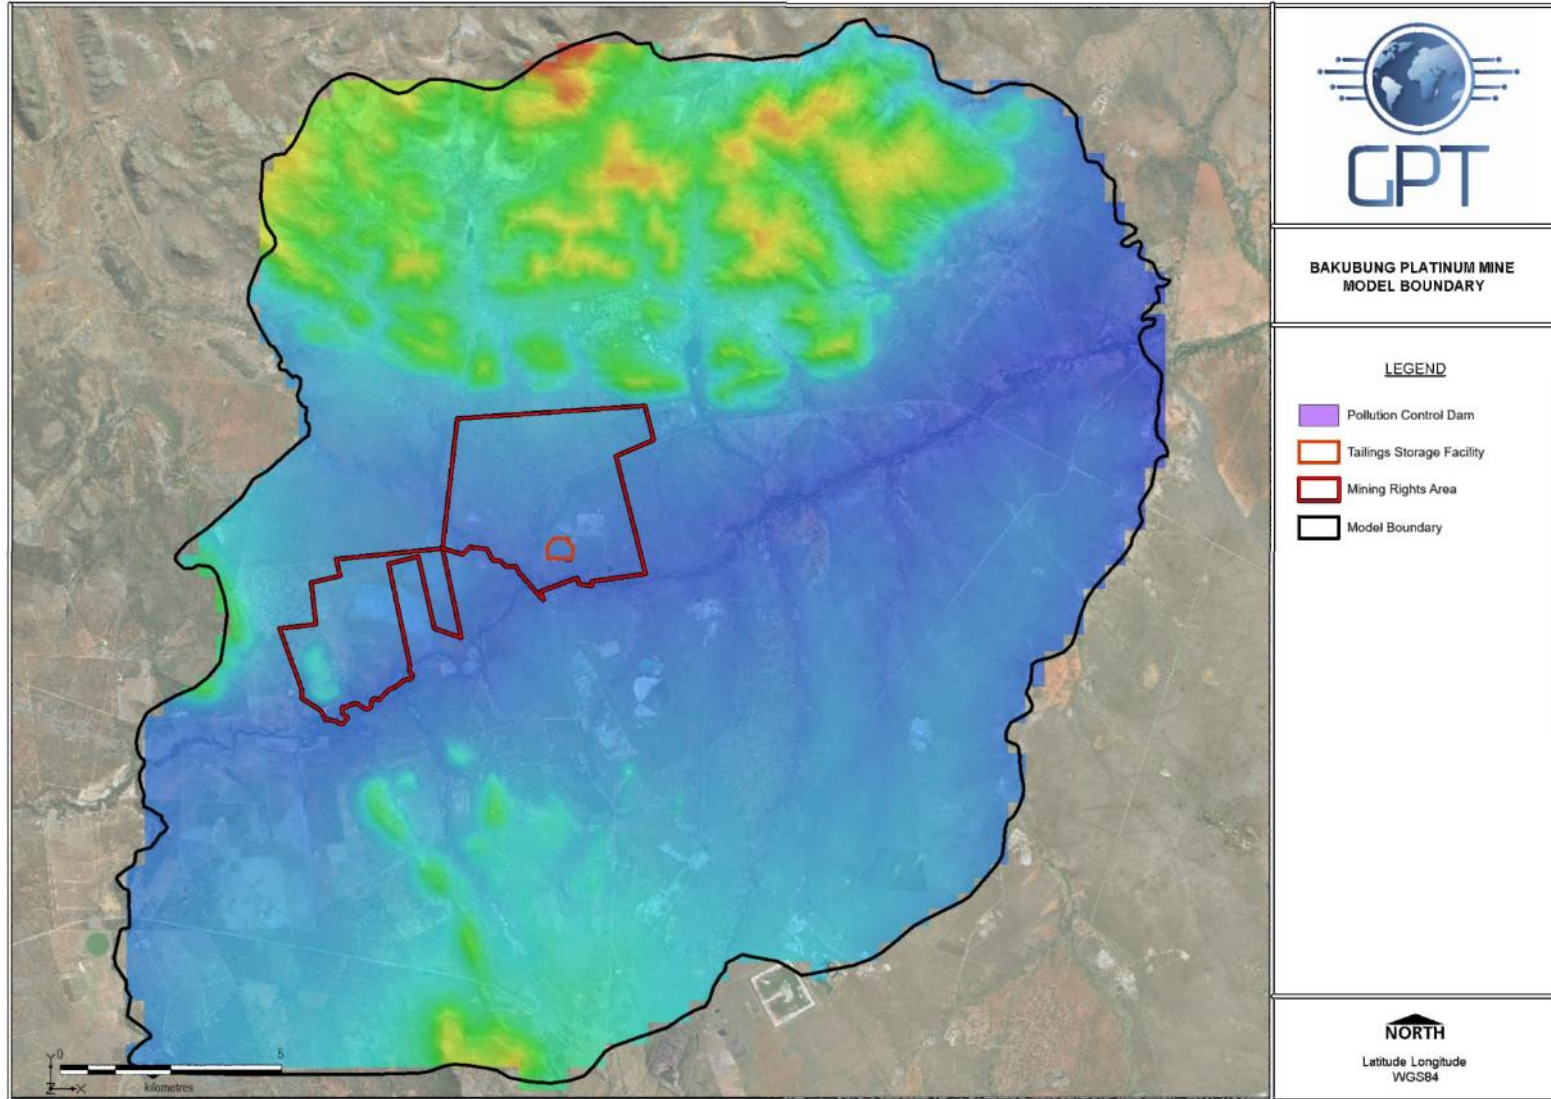 GPT
BAKUBUNG PLATINUM MINE
MODEL BOUNDARY
LEGEND
Pollution Control Dam
Tailings Storage Facility
Mining Rights Area
Model Boundary
NORTH
Latitude Longitude
WGS84
Y 0 5
Z X kilometres